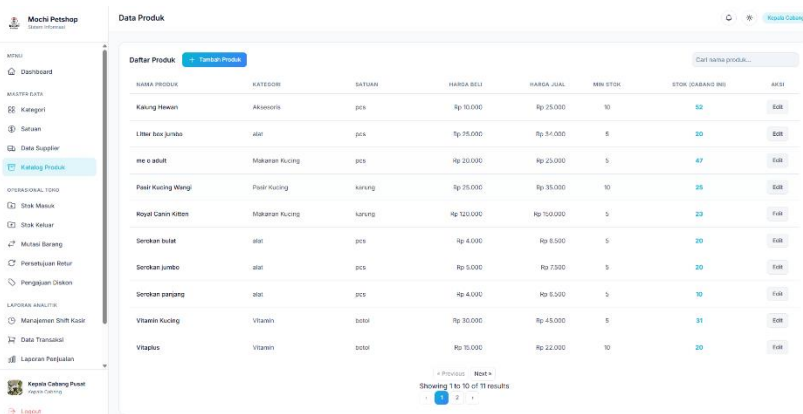 Mochi Petshop
Sistem Informasi
MENU
Dashboard
MASTER DATA
Kategori
Satuan
Data Supplier
Katalog Produk
OPERASIONAL TOKO
Stok Masuk
Stok Keluar
Mutasi Barang
Persetujuan Retur
Pengajuan Diskon
LAPORAN ANALITIK
Manajemen Shift Kasir
Data Transaksi
Laporan Penjualan
Kepala Cabang Pusat
Kepala Cabang
Logout
Data Produk
Kepala Cabang
Daftar Produk + Tambah Produk Cari nama produk...
NAMA PRODUK KATEGORI SATUAN HARGA BELI HARGA JUAL MIN STOK STOK (CABANG INI) AKSI
Kalung Hewan Aksesoris pcs Rp 10.000 Rp 25.000 10 52 Edit
Litter box jumbo alat pcs Rp 25.000 Rp 34.000 5 20 Edit
me o adult Makanan Kucing pcs Rp 20.000 Rp 25.000 5 47 Edit
Pasir Kucing Wangi Pasir Kucing karung Rp 25.000 Rp 35.000 10 25 Edit
Royal Canin Kitten Makanan Kucing karung Rp 120.000 Rp 150.000 5 23 Edit
Serokan bulat alat pcs Rp 4.000 Rp 6.500 5 20 Edit
Serokan jumbo alat pcs Rp 5.000 Rp 7.500 5 20 Edit
Serokan panjang alat pcs Rp 4.000 Rp 6.500 5 10 Edit
Vitamin Kucing Vitamin botol Rp 30.000 Rp 45.000 5 31 Edit
Vitaplus Vitamin botol Rp 15.000 Rp 22.000 10 20 Edit
« Previous Next »
Showing 1 to 10 of 11 results
‹ 1 2 ›